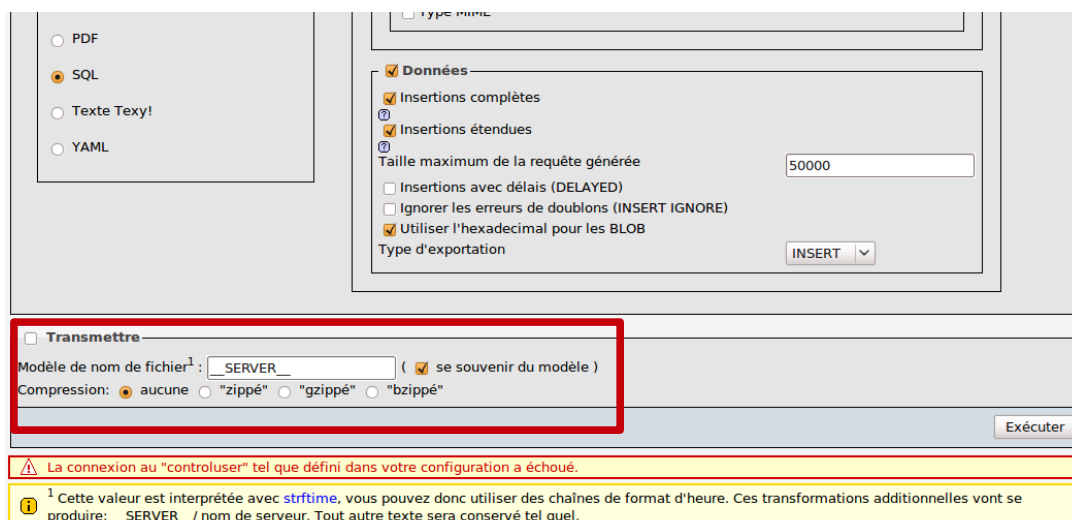 Type MIME
PDF
SQL
Texte Texy!
YAML
Données
Insertions complètes
Insertions étendues
Taille maximum de la requête générée 50000
Insertions avec délais (DELAYED)
Ignorer les erreurs de doublons (INSERT IGNORE)
Utiliser l'hexadecimal pour les BLOB
Type d'exportation INSERT
Transmettre
Modèle de nom de fichier1 : __SERVER__ ( se souvenir du modèle )
Compression: aucune "zippé" "gzippé" "bzippé"
Exécuter
La connexion au "controluser" tel que défini dans votre configuration a échoué.
1 Cette valeur est interprétée avec strftime, vous pouvez donc utiliser des chaînes de format d'heure. Ces transformations additionnelles vont se
produire: __SERVER__/nom de serveur. Tout autre texte sera conservé tel quel.